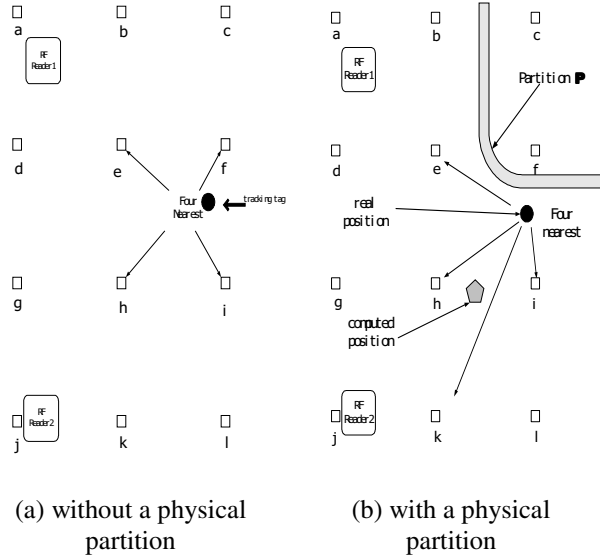 a b c
RF
Reader1
d e f
Four
Nearest
tracking tag
g h i
RF
Reader2
j k l
(a) without a physical
partition
a b c
RF
Reader1
Partition P
d e f
real
position
Four
nearest
g h i
computed
position
RF
Reader2
j k l
(b) with a physical
partition